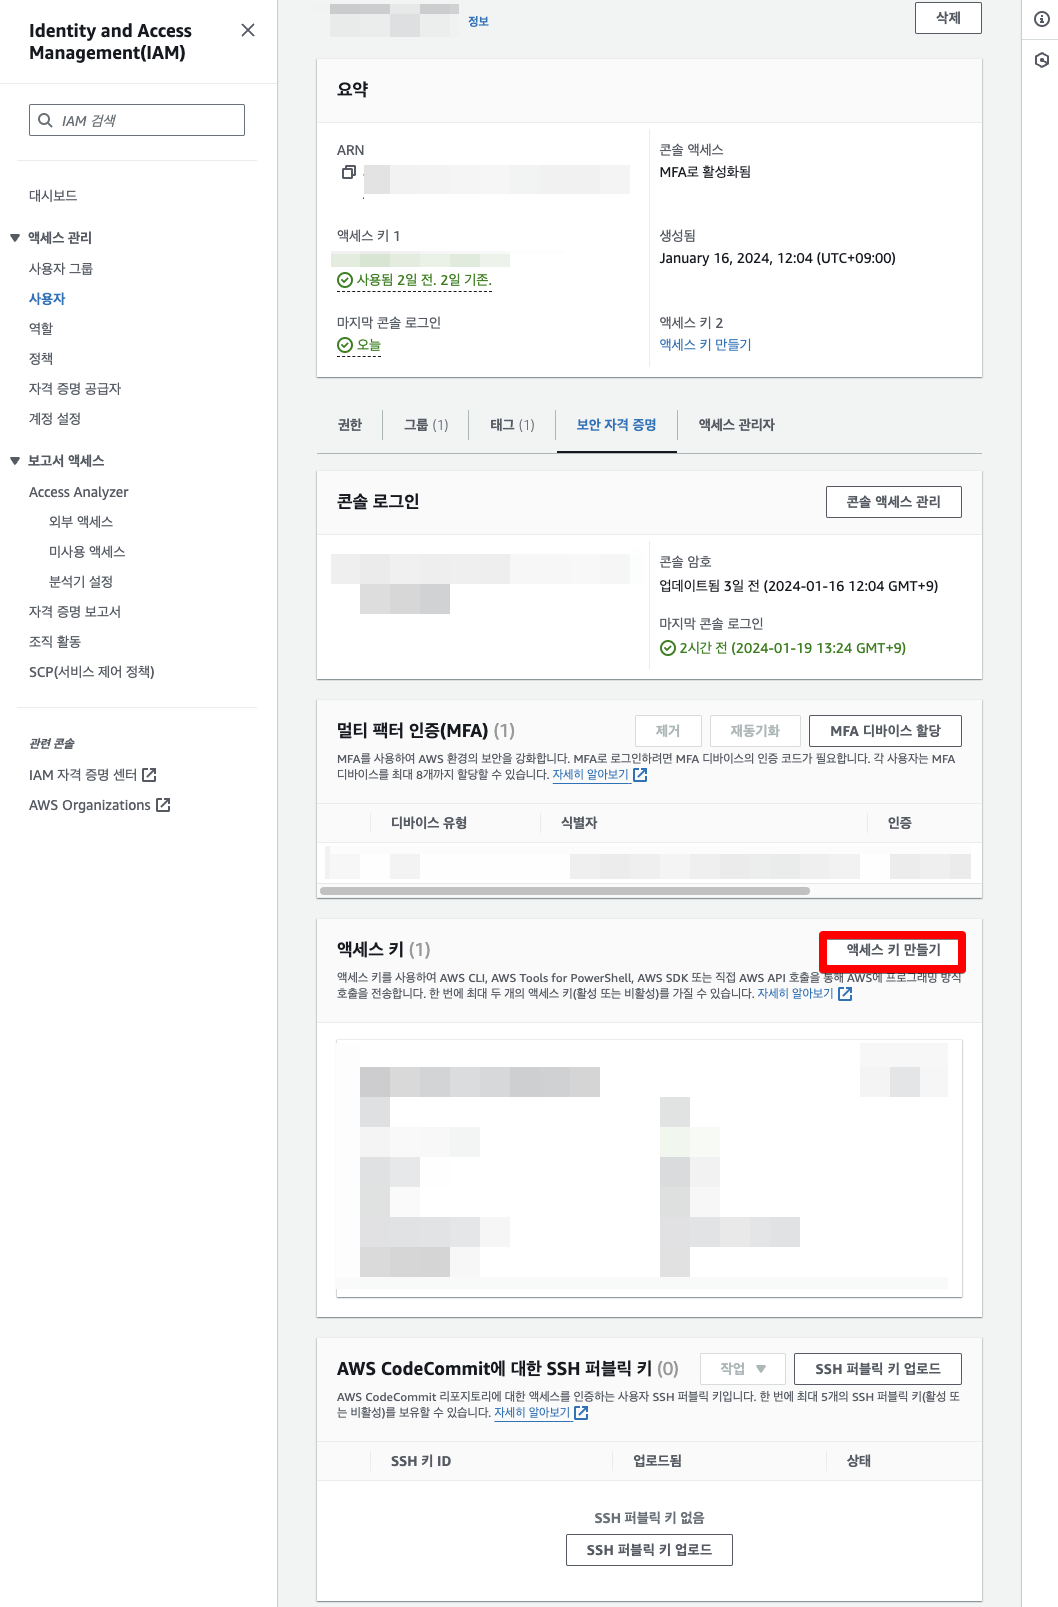 Identity and Access
Management(IAM)
IAM 검색
대시보드
액세스 관리
사용자 그룹
사용자
역할
정책
자격 증명 공급자
계정 설정
보고서 액세스
Access Analyzer
외부 액세스
미사용 액세스
분석기 설정
자격 증명 보고서
조직 활동
SCP(서비스 제어 정책)
관련 콘솔
IAM 자격 증명 센터
AWS Organizations
정보
삭제
요약
ARN
콘솔 액세스
MFA로 활성화됨
액세스 키 1
사용됨 2일 전. 2일 기존.
생성됨
January 16, 2024, 12:04 (UTC+09:00)
마지막 콘솔 로그인
오늘
액세스 키 2
액세스 키 만들기
권한
그룹 (1)
태그 (1)
보안 자격 증명
액세스 관리자
콘솔 로그인
콘솔 액세스 관리
콘솔 암호
업데이트됨 3일 전 (2024-01-16 12:04 GMT+9)
마지막 콘솔 로그인
2시간 전 (2024-01-19 13:24 GMT+9)
멀티 팩터 인증(MFA) (1)
제거
재동기화
MFA 디바이스 할당
MFA를 사용하여 AWS 환경의 보안을 강화합니다. MFA로 로그인하려면 MFA 디바이스의 인증 코드가 필요합니다. 각 사용자는 MFA
디바이스를 최대 8개까지 할당할 수 있습니다. 자세히 알아보기
디바이스 유형
식별자
인증
액세스 키 (1)
액세스 키 만들기
액세스 키를 사용하여 AWS CLI, AWS Tools for PowerShell, AWS SDK 또는 직접 AWS API 호출을 통해 AWS에 프로그래밍 방식
호출을 전송합니다. 한 번에 최대 두 개의 액세스 키(활성 또는 비활성)를 가질 수 있습니다. 자세히 알아보기
AWS CodeCommit에 대한 SSH 퍼블릭 키 (0)
작업
SSH 퍼블릭 키 업로드
AWS CodeCommit 리포지토리에 대한 액세스를 인증하는 사용자 SSH 퍼블릭 키입니다. 한 번에 최대 5개의 SSH 퍼블릭 키(활성 또
는 비활성)를 보유할 수 있습니다. 자세히 알아보기
SSH 키 ID
업로드됨
상태
SSH 퍼블릭 키 없음
SSH 퍼블릭 키 업로드